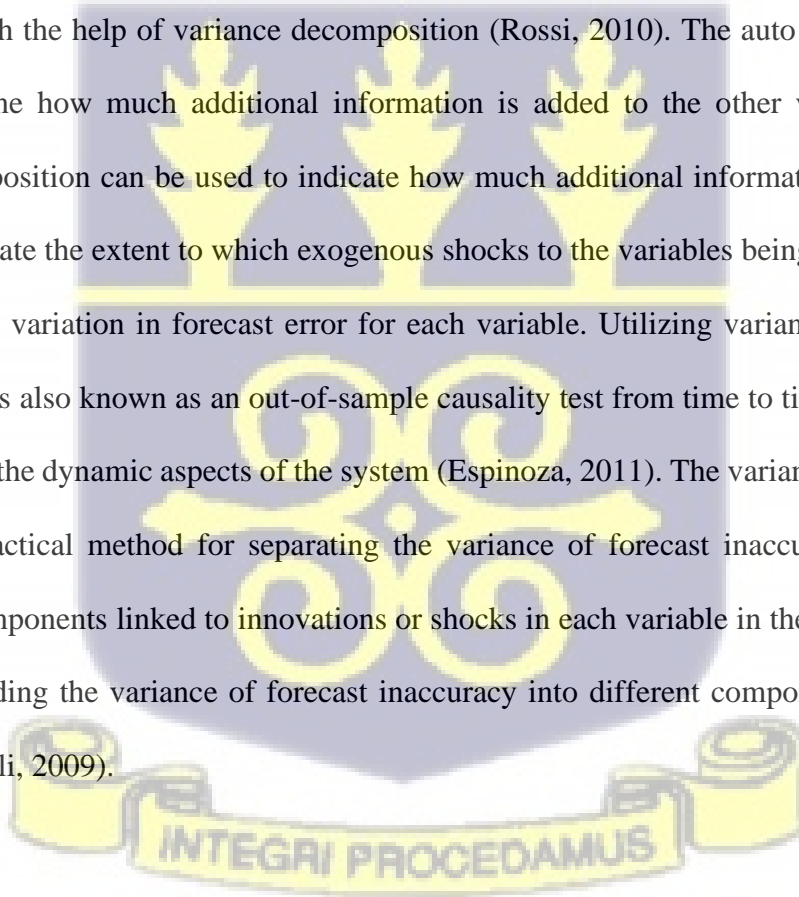 h the help of variance decomposition (Rossi, 2010). The auto
ne how much additional information is added to the other
position can be used to indicate how much additional informat
ate the extent to which exogenous shocks to the variables being
variation in forecast error for each variable. Utilizing varian
s also known as an out-of-sample causality test from time to ti
the dynamic aspects of the system (Espinoza, 2011). The varian
actical method for separating the variance of forecast inaccu
mponents linked to innovations or shocks in each variable in the
ding the variance of forecast inaccuracy into different compo
li, 2009).
INTEGRI PROCEDAMUS